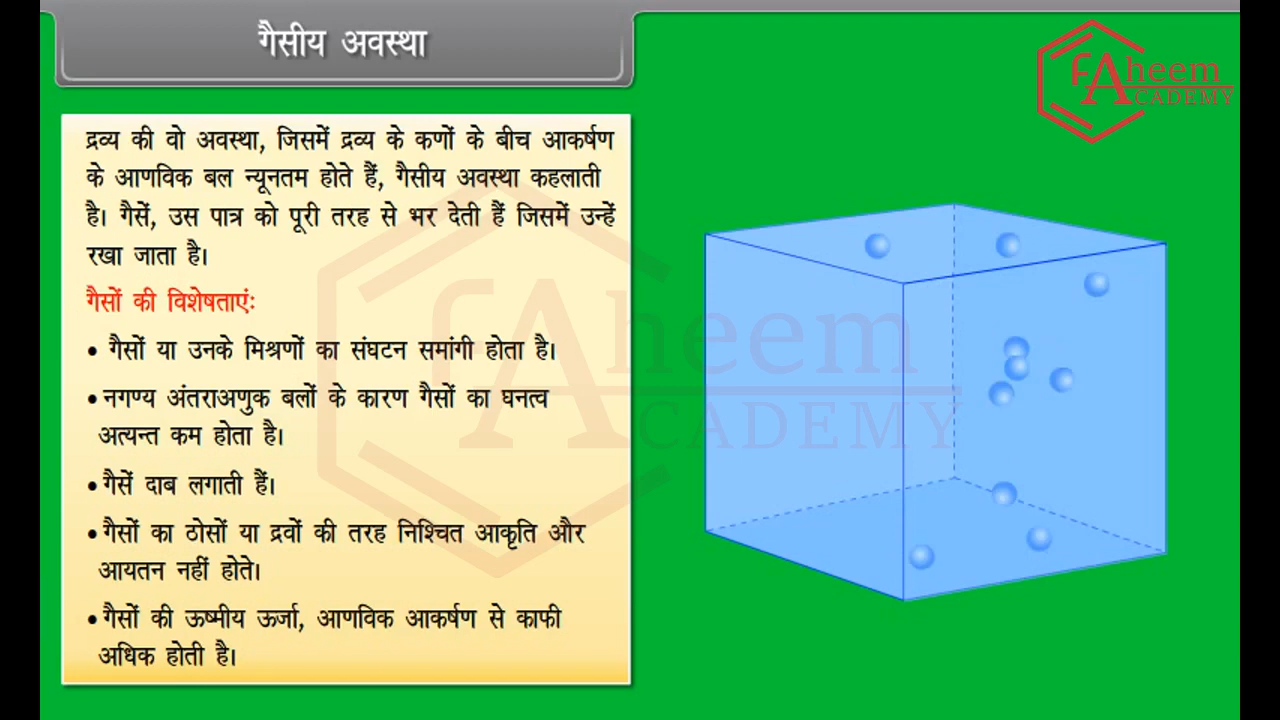 गैसीय अवस्था
fAheem
ACADEMY
द्रव्य की वो अवस्था, जिसमें द्रव्य के कणों के बीच आकर्षण
के आणविक बल न्यूनतम होते हैं, गैसीय अवस्था कहलाती
है। गैसें, उस पात्र को पूरी तरह से भर देती हैं जिसमें उन्हें
रखा जाता है।
गैसों की विशेषताएंः
• गैसों या उनके मिश्रणों का संघटन समांगी होता है।
• नगण्य अंतराअणुक बलों के कारण गैसों का घनत्व
अत्यन्त कम होता है।
• गैसें दाब लगाती हैं।
• गैसों का ठोसों या द्रवों की तरह निश्चित आकृति और
आयतन नहीं होते।
• गैसों की ऊष्मीय ऊर्जा, आणविक आकर्षण से काफी
अधिक होती है।
fAheem
ACADEMY